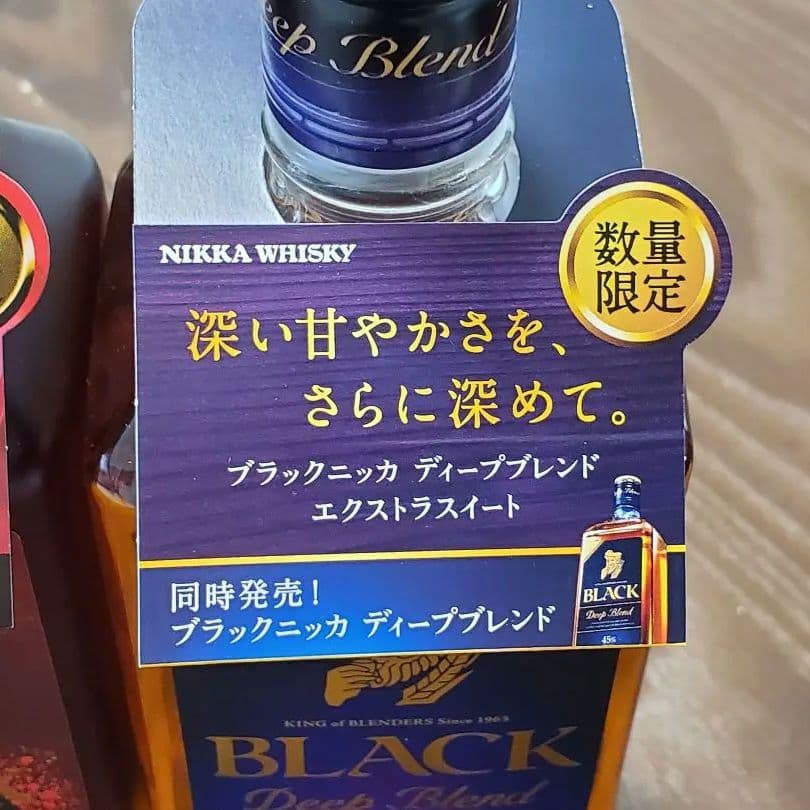 Deep Blend
NIKKA WHISKY
数量
限定
深い甘やかさを、
さらに深めて。
ブラックニッカ ディープブレンド
エクストラスイート
同時発売!
ブラックニッカ ディープブレンド
BLACK
Deep Blend
45%
KING of BLENDERS Since 1965
BLACK
Deep Blend